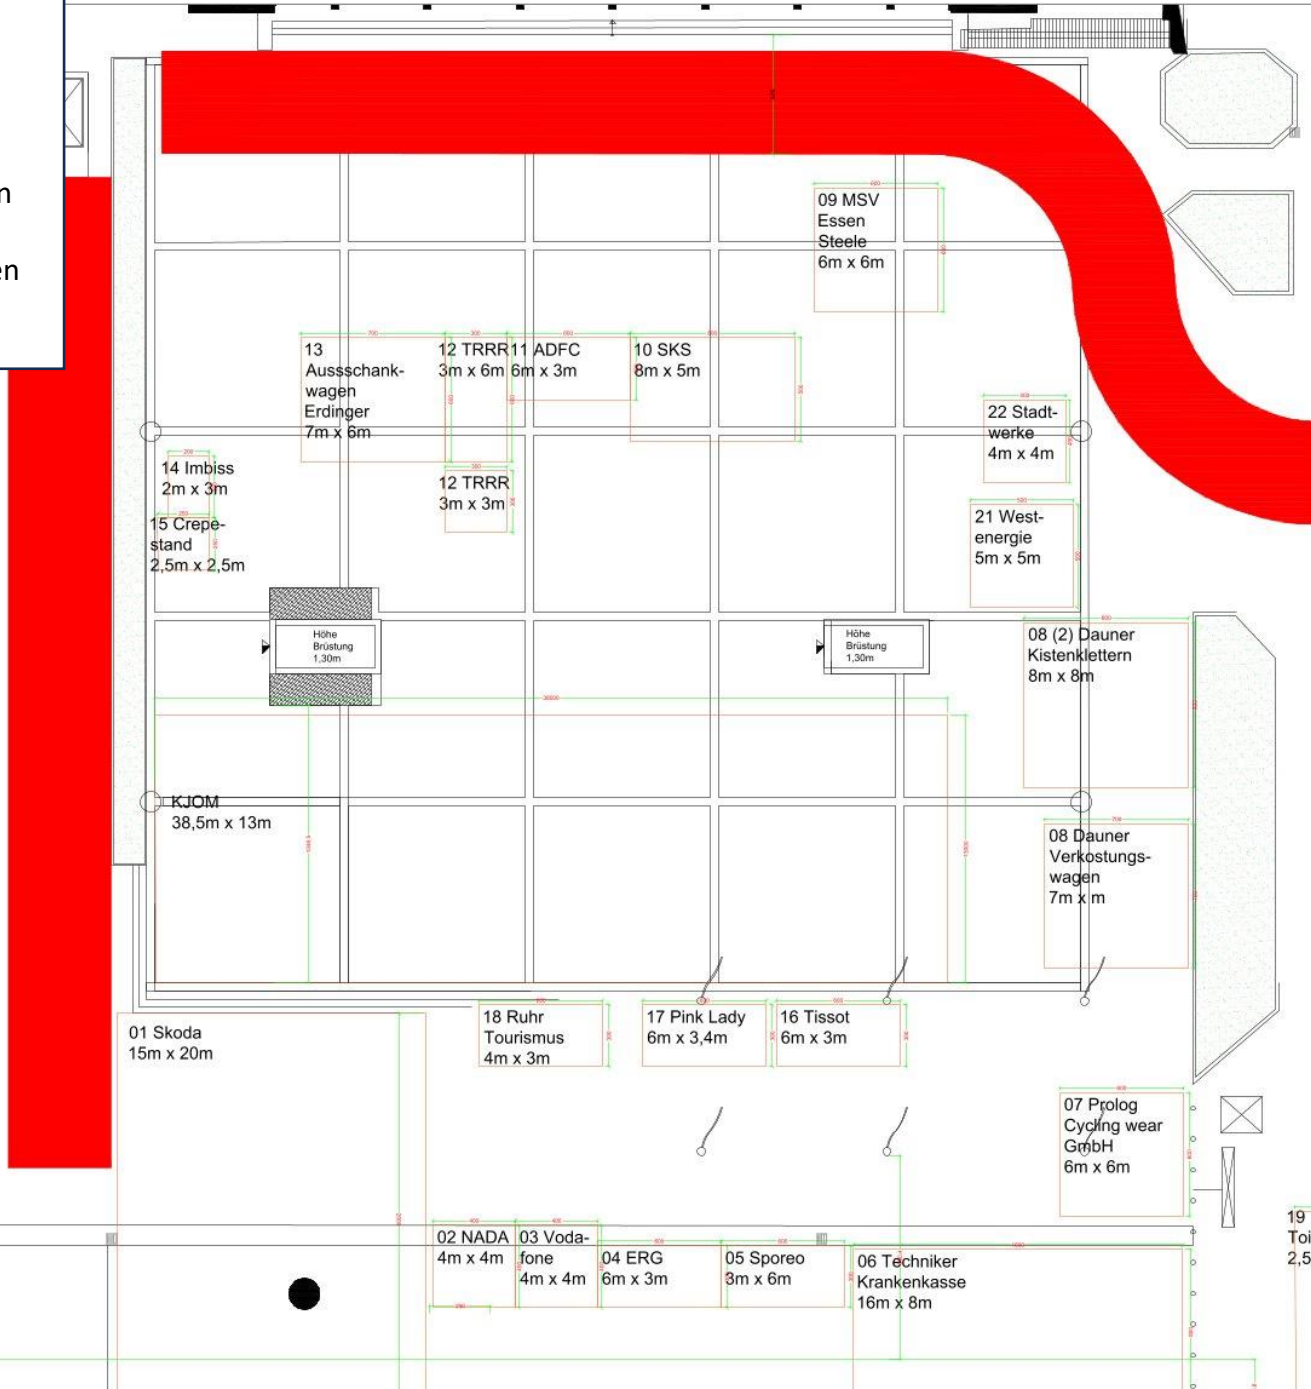 n
en
09 MSV
Essen
Steele
6m x 6m
13
Aussschank-
wagen
Erdinger
7m x 6m
12 TRRR
3m x 6m
11 ADFC
6m x 3m
10 SKS
8m x 5m
22 Stadt-
werke
4m x 4m
14 Imbiss
2m x 3m
12 TRRR
3m x 3m
15 Crepe-
stand
2,5m x 2,5m
21 West-
energie
5m x 5m
Höhe
Brüstung
1,30m
Höhe
Brüstung
1,30m
08 (2) Dauner
Kistenklettern
8m x 8m
KJOM
38,5m x 13m
08 Dauner
Verkostungs-
wagen
7m x m
01 Skoda
15m x 20m
18 Ruhr
Tourismus
4m x 3m
17 Pink Lady
6m x 3,4m
16 Tissot
6m x 3m
07 Prolog
Cycling wear
GmbH
6m x 6m
02 NADA
4m x 4m
03 Voda-
fone
4m x 4m
04 ERG
6m x 3m
05 Sporeo
3m x 6m
06 Techniker
Krankenkasse
16m x 8m
19
Toi
2,5